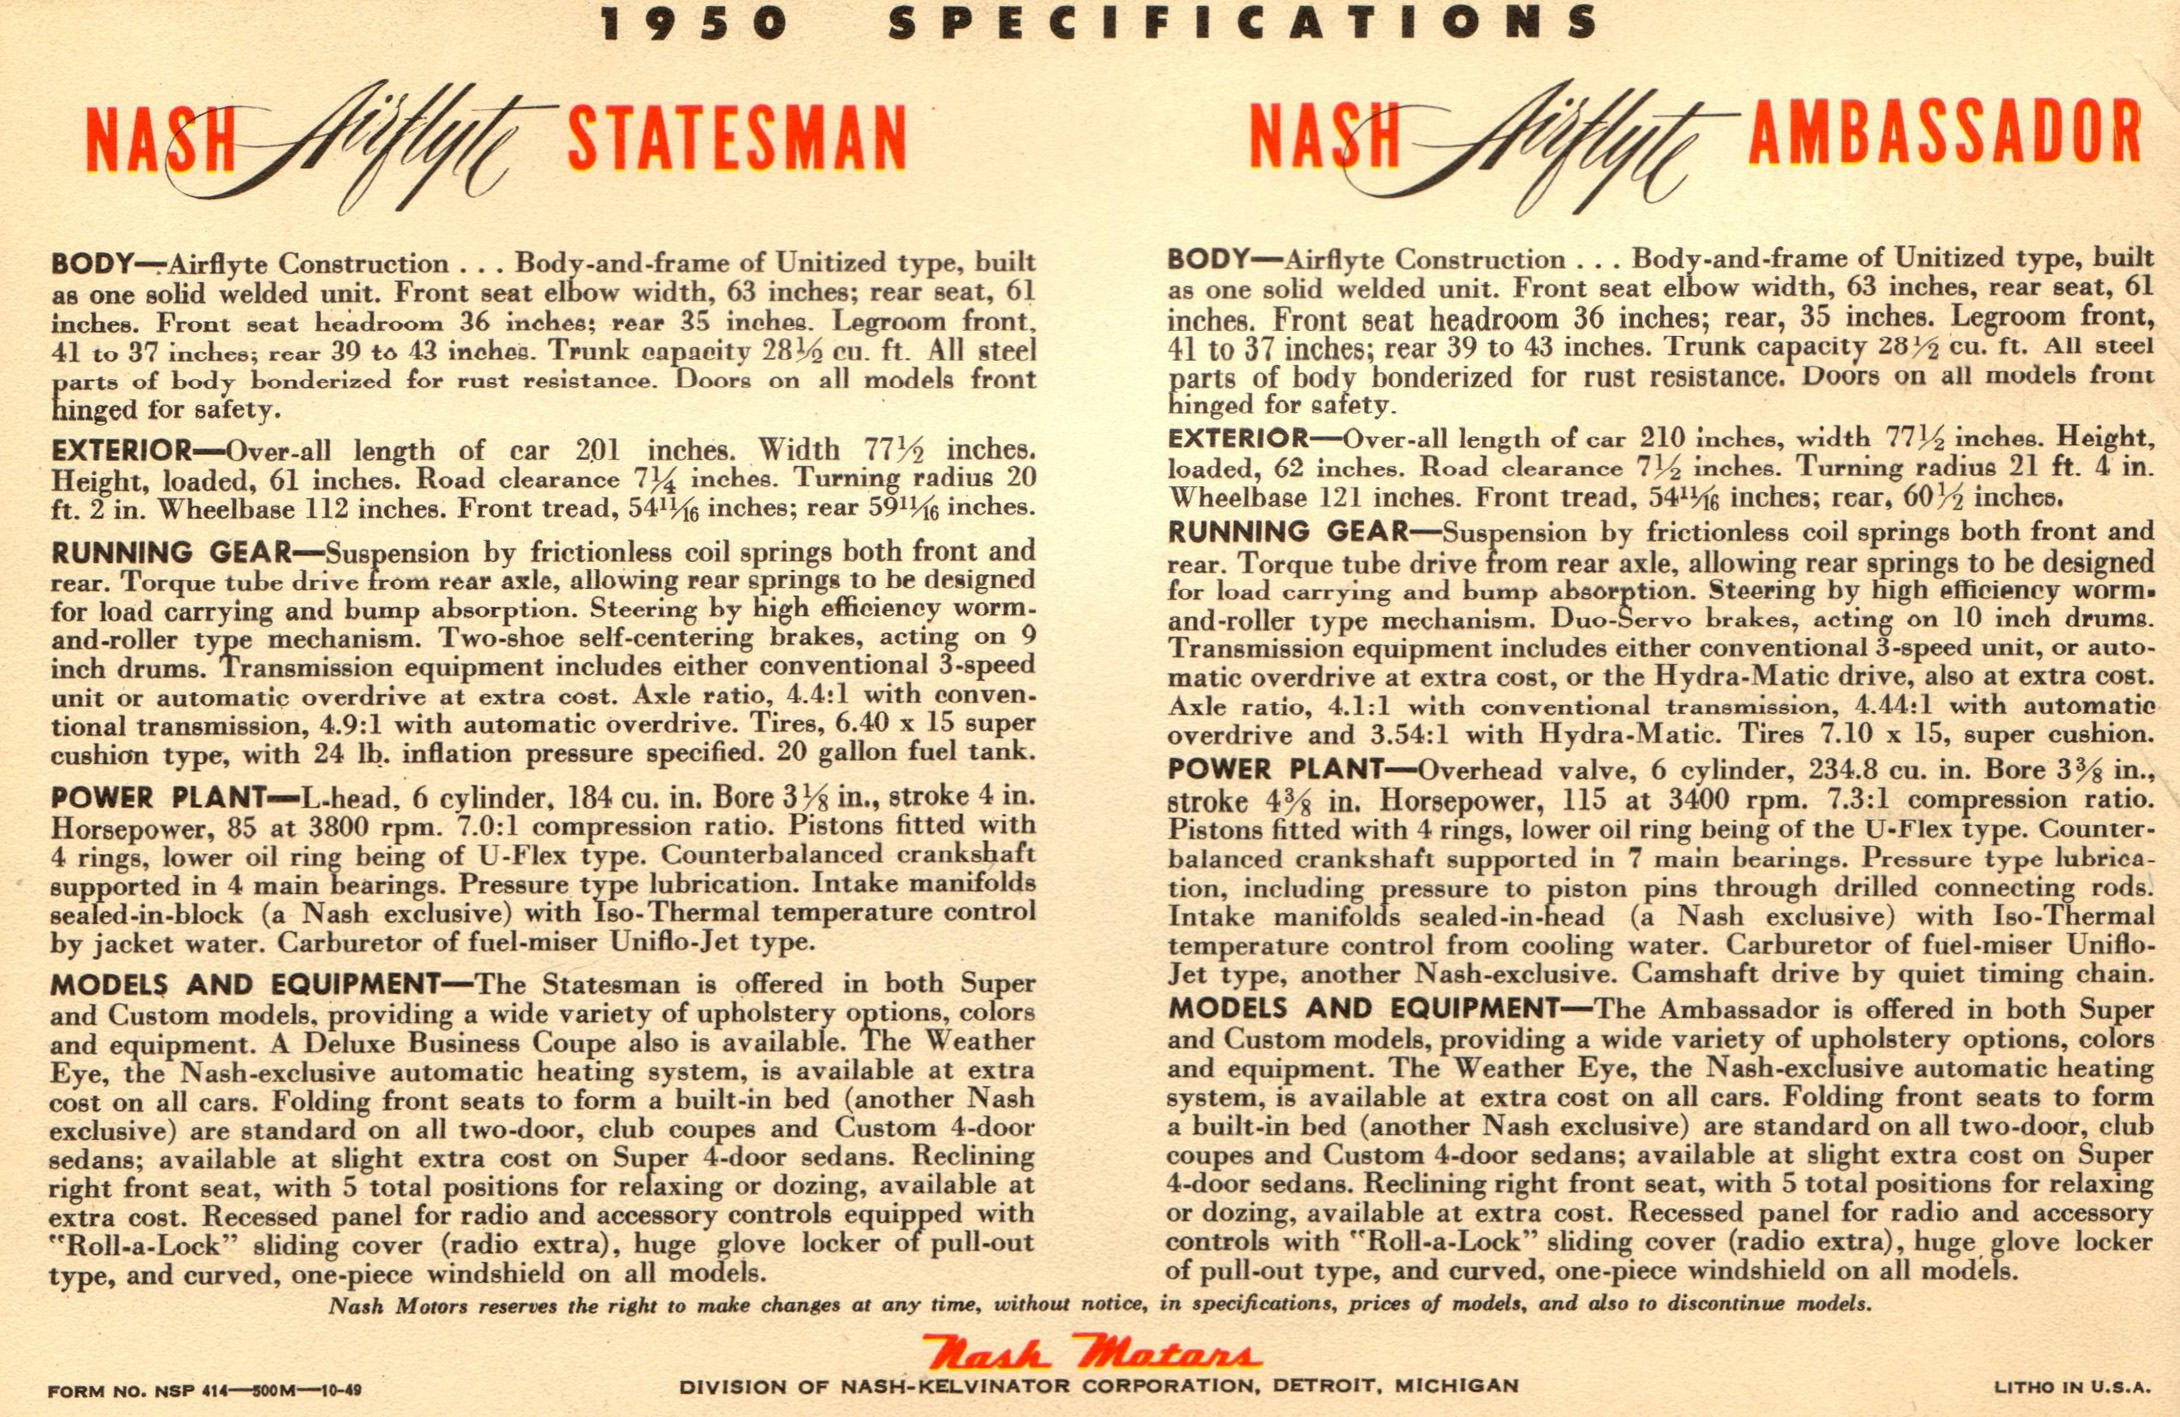 1950 SPECIFICATIONS
NASH Airflyte STATESMAN
BODY—Airflyte Construction . . . Body-and-frame of Unitized type, built
as one solid welded unit. Front seat elbow width, 63 inches; rear seat, 61
inches. Front seat headroom 36 inches; rear 35 inches. Legroom front,
41 to 37 inches; rear 39 to 43 inches. Trunk capacity 28½ cu. ft. All steel
parts of body bonderized for rust resistance. Doors on all models front
hinged for safety.
EXTERIOR—Over-all length of car 201 inches. Width 77½ inches.
Height, loaded, 61 inches. Road clearance 7¼ inches. Turning radius 20
ft. 2 in. Wheelbase 112 inches. Front tread, 54 11/16 inches; rear 59 11/16 inches.
RUNNING GEAR—Suspension by frictionless coil springs both front and
rear. Torque tube drive from rear axle, allowing rear springs to be designed
for load carrying and bump absorption. Steering by high efficiency worm-
and-roller type mechanism. Two-shoe self-centering brakes, acting on 9
inch drums. Transmission equipment includes either conventional 3-speed
unit or automatic overdrive at extra cost. Axle ratio, 4.4:1 with conven-
tional transmission, 4.9:1 with automatic overdrive. Tires, 6.40 x 15 super
cushion type, with 24 lb. inflation pressure specified. 20 gallon fuel tank.
POWER PLANT—L-head, 6 cylinder, 184 cu. in. Bore 3⅛ in., stroke 4 in.
Horsepower, 85 at 3800 rpm. 7.0:1 compression ratio. Pistons fitted with
4 rings, lower oil ring being of U-Flex type. Counterbalanced crankshaft
supported in 4 main bearings. Pressure type lubrication. Intake manifolds
sealed-in-block (a Nash exclusive) with Iso-Thermal temperature control
by jacket water. Carburetor of fuel-miser Uniflo-Jet type.
MODELS AND EQUIPMENT—The Statesman is offered in both Super
and Custom models, providing a wide variety of upholstery options, colors
and equipment. A Deluxe Business Coupe also is available. The Weather
Eye, the Nash-exclusive automatic heating system, is available at extra
cost on all cars. Folding front seats to form a built-in bed (another Nash
exclusive) are standard on all two-door, club coupes and Custom 4-door
sedans; available at slight extra cost on Super 4-door sedans. Reclining
right front seat, with 5 total positions for relaxing or dozing, available at
extra cost. Recessed panel for radio and accessory controls equipped with
"Roll-a-Lock" sliding cover (radio extra), huge glove locker of pull-out
type, and curved, one-piece windshield on all models.
NASH Airflyte AMBASSADOR
BODY—Airflyte Construction . . . Body-and-frame of Unitized type, built
as one solid welded unit. Front seat elbow width, 63 inches, rear seat, 61
inches. Front seat headroom 36 inches; rear, 35 inches. Legroom front,
41 to 37 inches; rear 39 to 43 inches. Trunk capacity 28½ cu. ft. All steel
parts of body bonderized for rust resistance. Doors on all models front
hinged for safety.
EXTERIOR—Over-all length of car 210 inches, width 77½ inches. Height,
loaded, 62 inches. Road clearance 7½ inches. Turning radius 21 ft. 4 in.
Wheelbase 121 inches. Front tread, 54 11/16 inches; rear, 60½ inches.
RUNNING GEAR—Suspension by frictionless coil springs both front and
rear. Torque tube drive from rear axle, allowing rear springs to be designed
for load carrying and bump absorption. Steering by high efficiency worm-
and-roller type mechanism. Duo-Servo brakes, acting on 10 inch drums.
Transmission equipment includes either conventional 3-speed unit, or auto-
matic overdrive at extra cost, or the Hydra-Matic drive, also at extra cost.
Axle ratio, 4.1:1 with conventional transmission, 4.44:1 with automatic
overdrive and 3.54:1 with Hydra-Matic. Tires 7.10 x 15, super cushion.
POWER PLANT—Overhead valve, 6 cylinder, 234.8 cu. in. Bore 3⅜ in.,
stroke 4⅜ in. Horsepower, 115 at 3400 rpm. 7.3:1 compression ratio.
Pistons fitted with 4 rings, lower oil ring being of the U-Flex type. Counter-
balanced crankshaft supported in 7 main bearings. Pressure type lubrica-
tion, including pressure to piston pins through drilled connecting rods.
Intake manifolds sealed-in-head (a Nash exclusive) with Iso-Thermal
temperature control from cooling water. Carburetor of fuel-miser Uniflo-
Jet type, another Nash-exclusive. Camshaft drive by quiet timing chain.
MODELS AND EQUIPMENT—The Ambassador is offered in both Super
and Custom models, providing a wide variety of upholstery options, colors
and equipment. The Weather Eye, the Nash-exclusive automatic heating
system, is available at extra cost on all cars. Folding front seats to form
a built-in bed (another Nash exclusive) are standard on all two-door, club
coupes and Custom 4-door sedans; available at slight extra cost on Super
4-door sedans. Reclining right front seat, with 5 total positions for relaxing
or dozing, available at extra cost. Recessed panel for radio and accessory
controls with "Roll-a-Lock" sliding cover (radio extra), huge glove locker
of pull-out type, and curved, one-piece windshield on all models.
Nash Motors reserves the right to make changes at any time, without notice, in specifications, prices of models, and also to discontinue models.
Nash Motors
DIVISION OF NASH-KELVINATOR CORPORATION, DETROIT, MICHIGAN
FORM NO. NSP 414—500M—10-49
LITHO IN U.S.A.